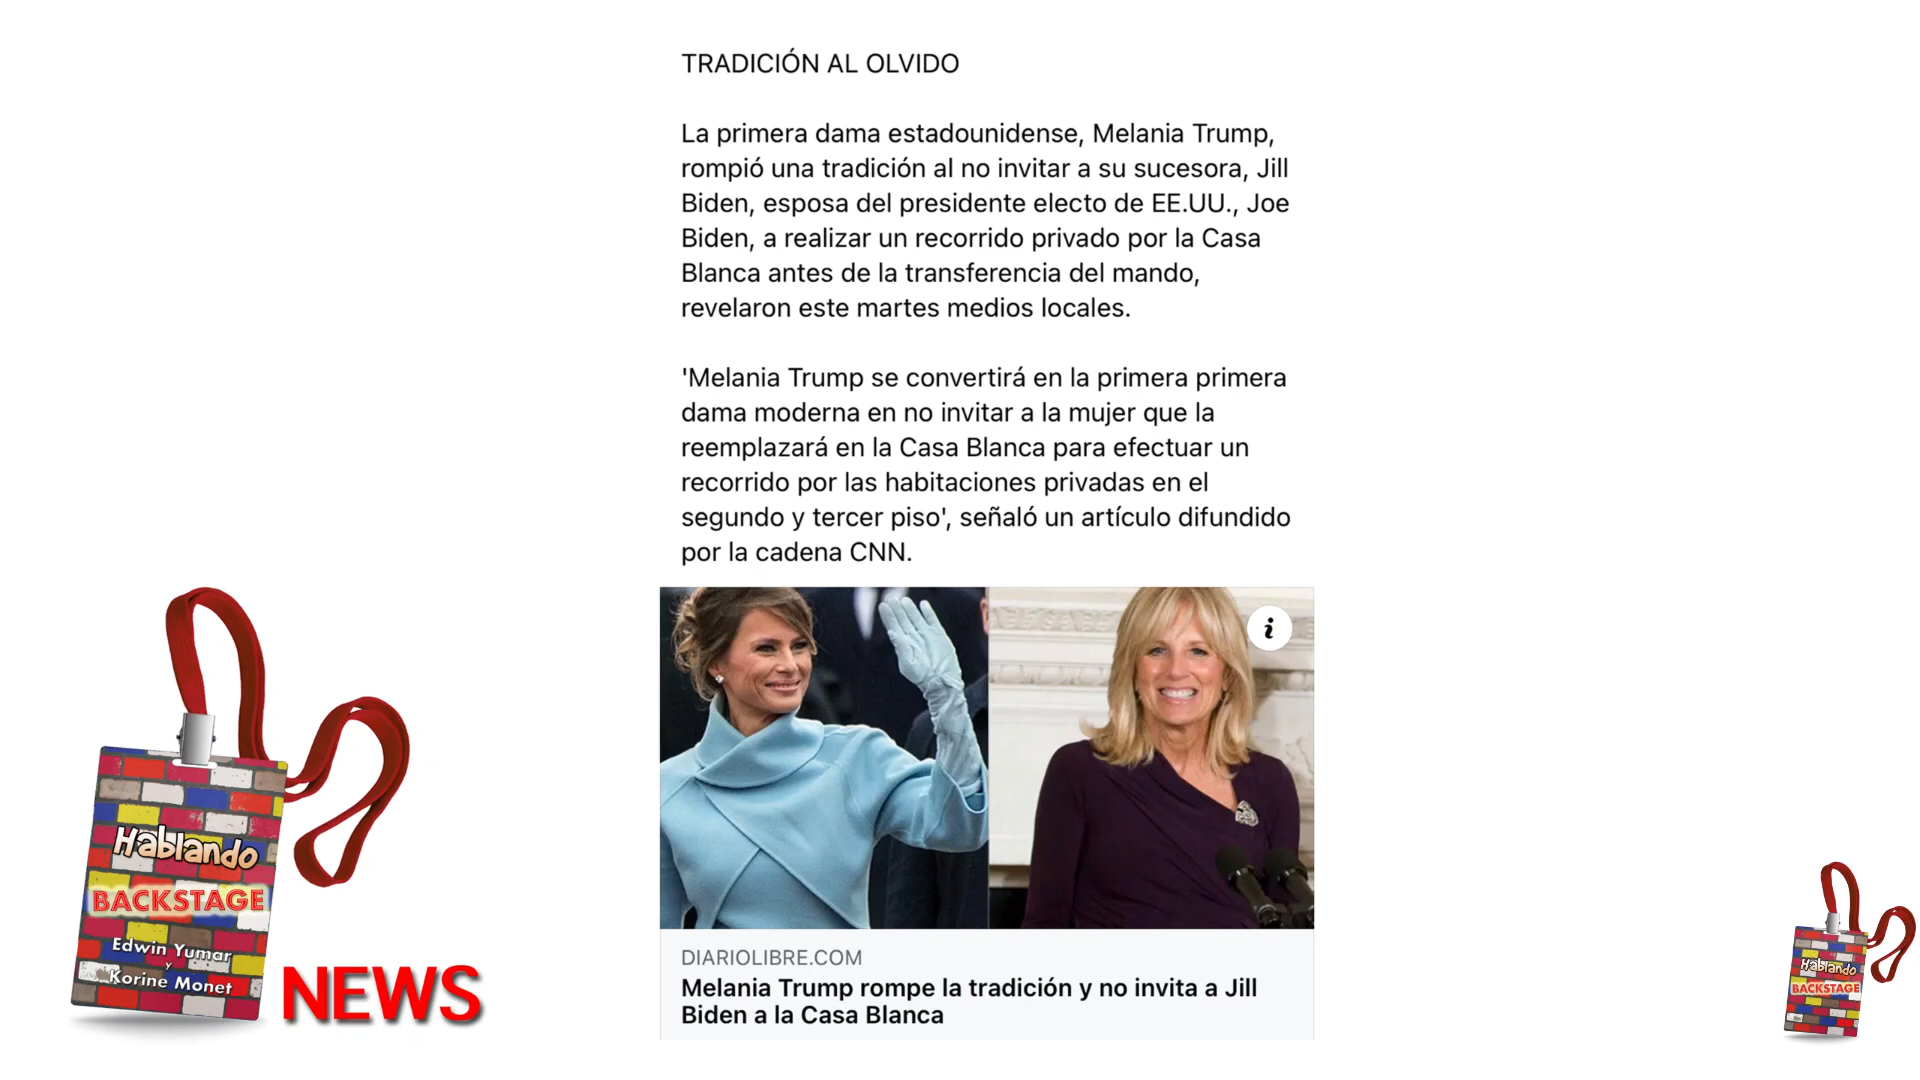 TRADICIÓN AL OLVIDO
La primera dama estadounidense, Melania Trump,
rompió una tradición al no invitar a su sucesora, Jill
Biden, esposa del presidente electo de EE.UU., Joe
Biden, a realizar un recorrido privado por la Casa
Blanca antes de la transferencia del mando,
revelaron este martes medios locales.
'Melania Trump se convertirá en la primera primera
dama moderna en no invitar a la mujer que la
reemplazará en la Casa Blanca para efectuar un
recorrido por las habitaciones privadas en el
segundo y tercer piso', señaló un artículo difundido
por la cadena CNN.
i
DIARIOLIBRE.COM
Melania Trump rompe la tradición y no invita a Jill
Biden a la Casa Blanca
Hablando
BACKSTAGE
Edwin Yumar
y
Korine Monet
NEWS
Hablando
BACKSTAGE